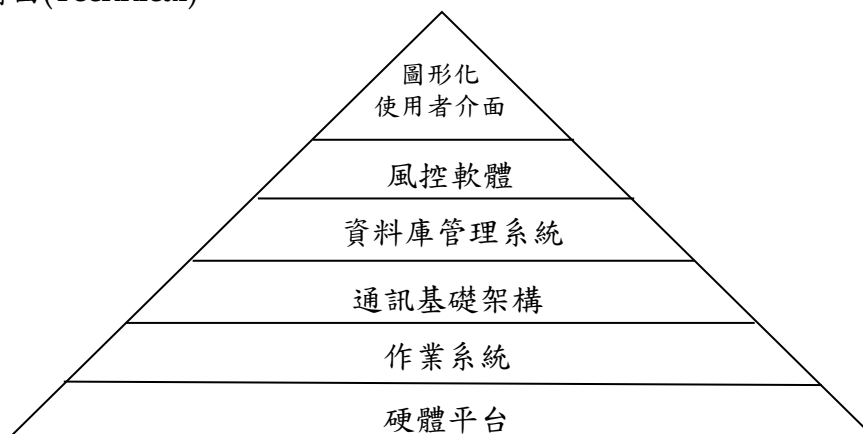 (Technical)
圖形化
使用者介面
風控軟體
資料庫管理系統
通訊基礎架構
作業系統
硬體平台